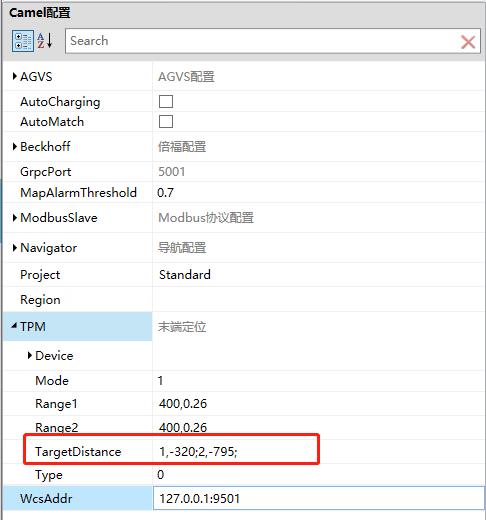 Camel配置
A Z Search
AGVS AGVS配置
AutoCharging
AutoMatch
Beckhoff 倍福配置
GrpcPort 5001
MapAlarmThreshold 0.7
ModbusSlave Modbus协议配置
Navigator 导航配置
Project Standard
Region
TPM 末端定位
Device
Mode 1
Range1 400,0.26
Range2 400,0.26
TargetDistance 1,-320;2,-795;
Type 0
WcsAddr 127.0.0.1:9501